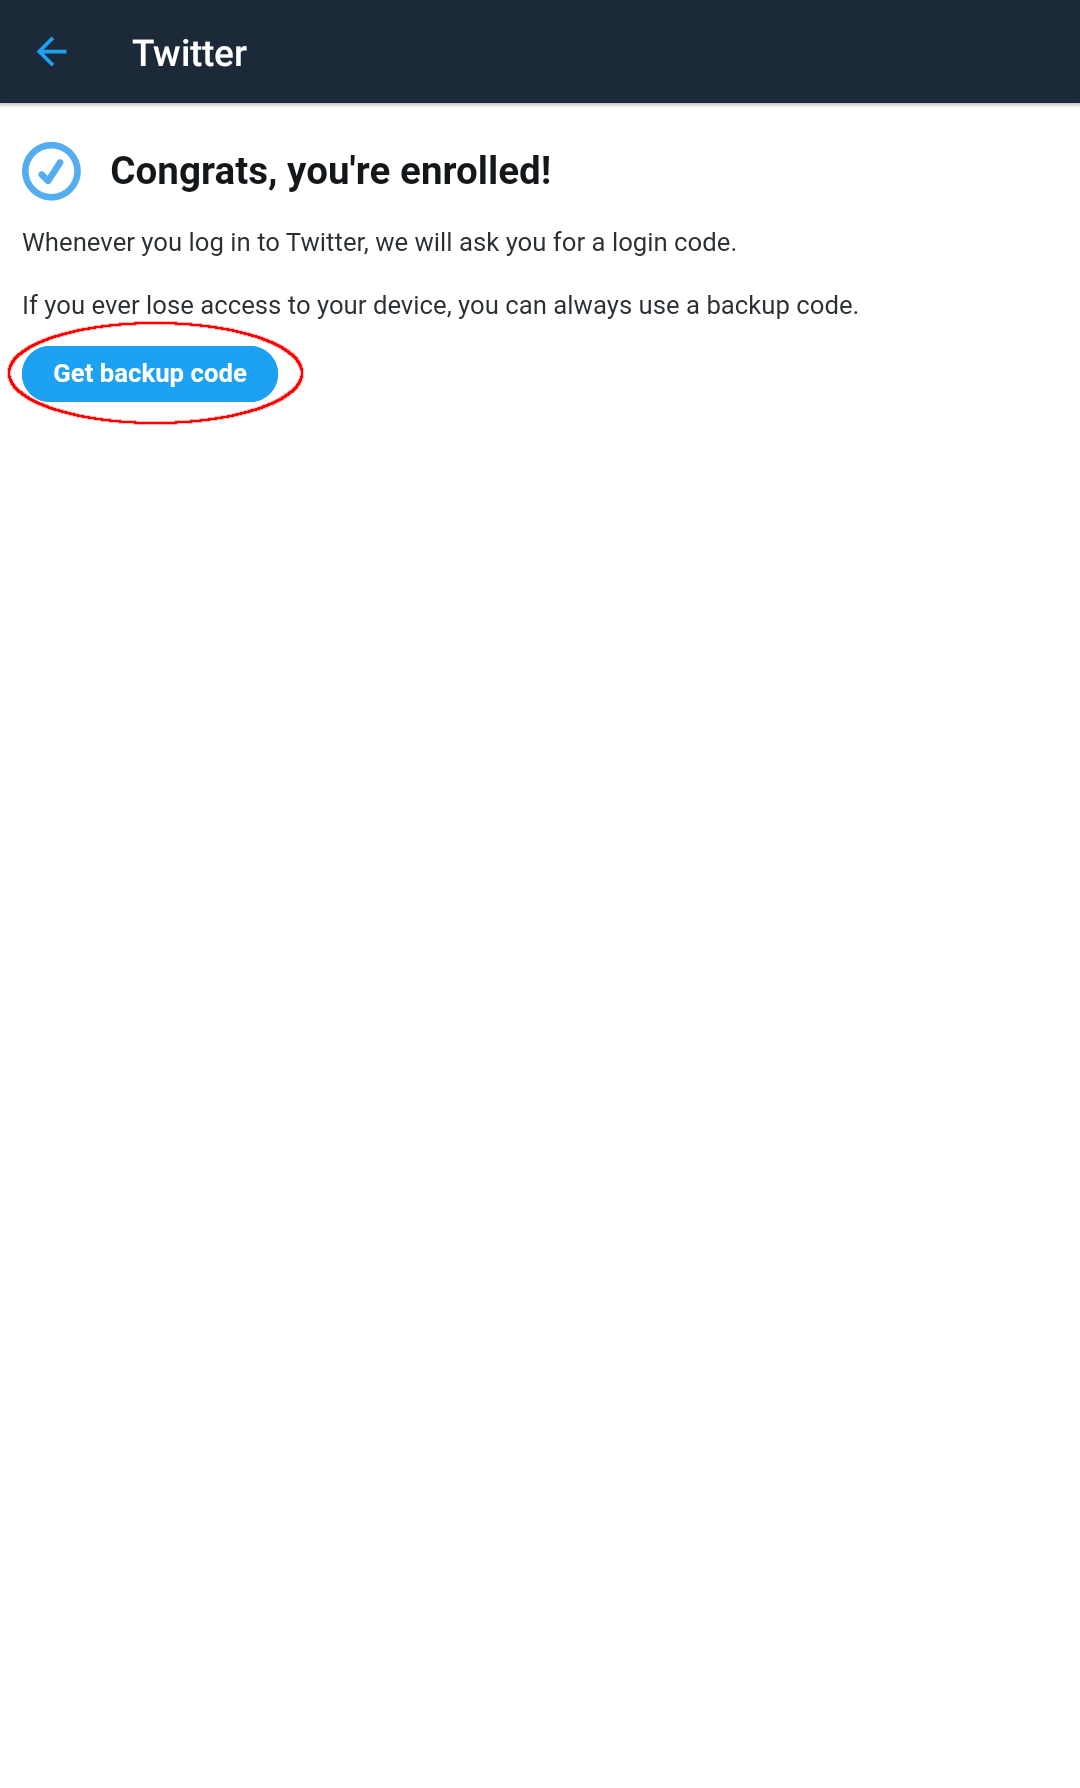 Twitter
Congrats, you're enrolled!
Whenever you log in to Twitter, we will ask you for a login code.
If you ever lose access to your device, you can always use a backup code.
Get backup code